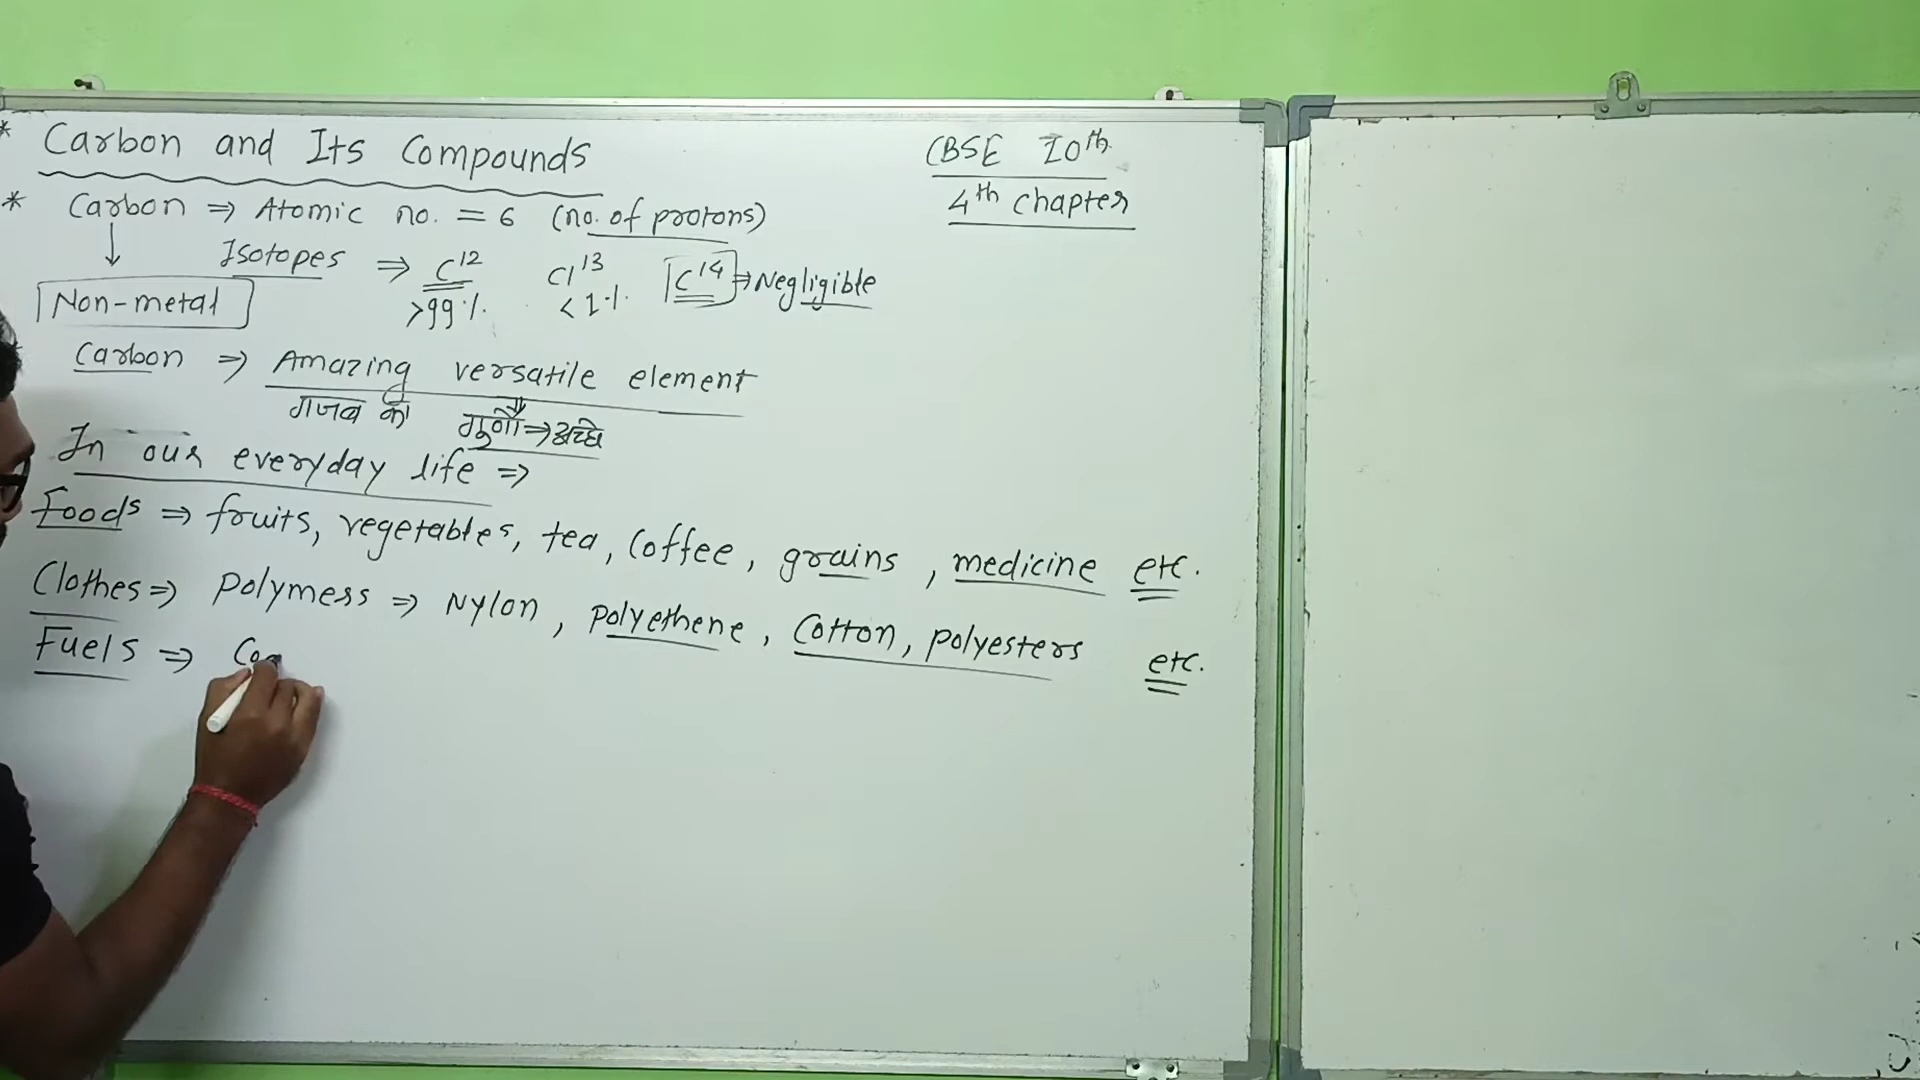 * Carbon and Its Compounds
CBSE 10th
4th chapter
* Carbon ⇒ Atomic no. = 6 (no. of protons)
↓ Isotopes ⇒ C¹² C¹³ C¹⁴ ⇒ Negligible
Non-metal >99% <1%
Carbon ⇒ Amazing versatile element
गजब का गुणों ⇒ अच्छे
In our everyday life ⇒
Foods ⇒ fruits, vegetables, tea, Coffee, grains, medicine etc.
Clothes ⇒ Polymess ⇒ Nylon, polyethene, Cotton, polyesters etc.
Fuels ⇒ Coa